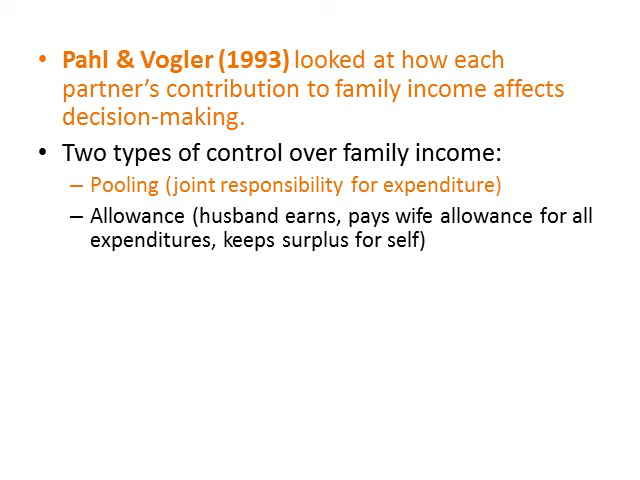 • Pahl & Vogler (1993) looked at how each
partner’s contribution to family income affects
decision-making.
• Two types of control over family income:
– Pooling (joint responsibility for expenditure)
– Allowance (husband earns, pays wife allowance for all
expenditures, keeps surplus for self)